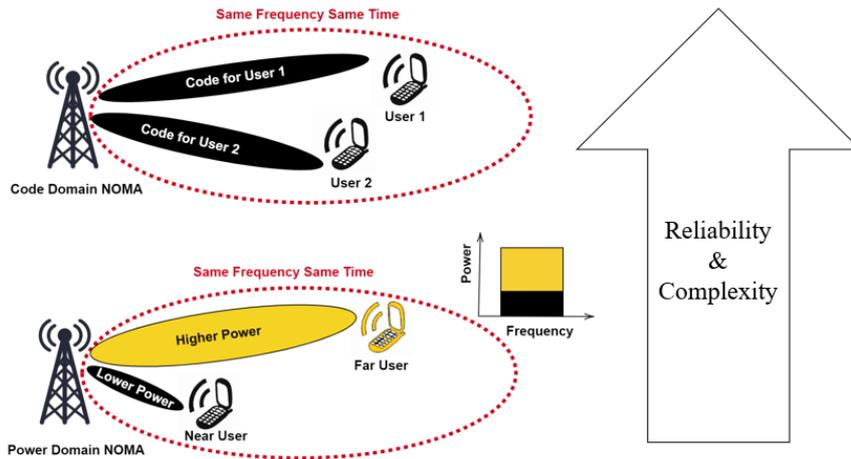 Same Frequency Same Time
Code for User 1
User 1
Code for User 2
User 2
Code Domain NOMA
Same Frequency Same Time
Higher Power
Far User
Lower Power
Near User
Power Domain NOMA
Power
Frequency
Reliability
&
Complexity